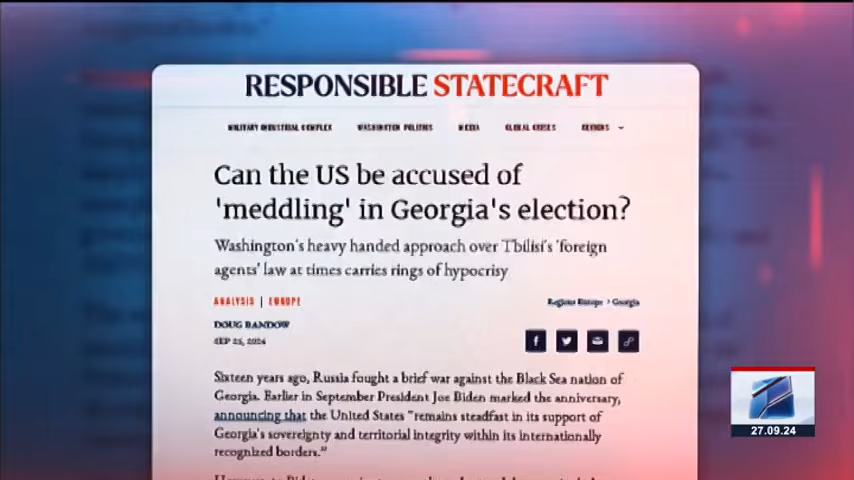 RESPONSIBLE STATECRAFT
MILITARY INDUSTRIAL COMPLEX WASHINGTON POLITICS MEDIA GLOBAL CRISES REGIONS
Can the US be accused of
'meddling' in Georgia's election?
Washington's heavy handed approach over Tbilisi's 'foreign
agents' law at times carries rings of hypocrisy
ANALYSIS | EUROPE
Regions Europe > Georgia
DOUG BANDOW
SEP 25, 2024
Sixteen years ago, Russia fought a brief war against the Black Sea nation of
Georgia. Earlier in September President Joe Biden marked the anniversary,
announcing that the United States "remains steadfast in its support of
Georgia's sovereignty and territorial integrity within its internationally
recognized borders."
27.09.24